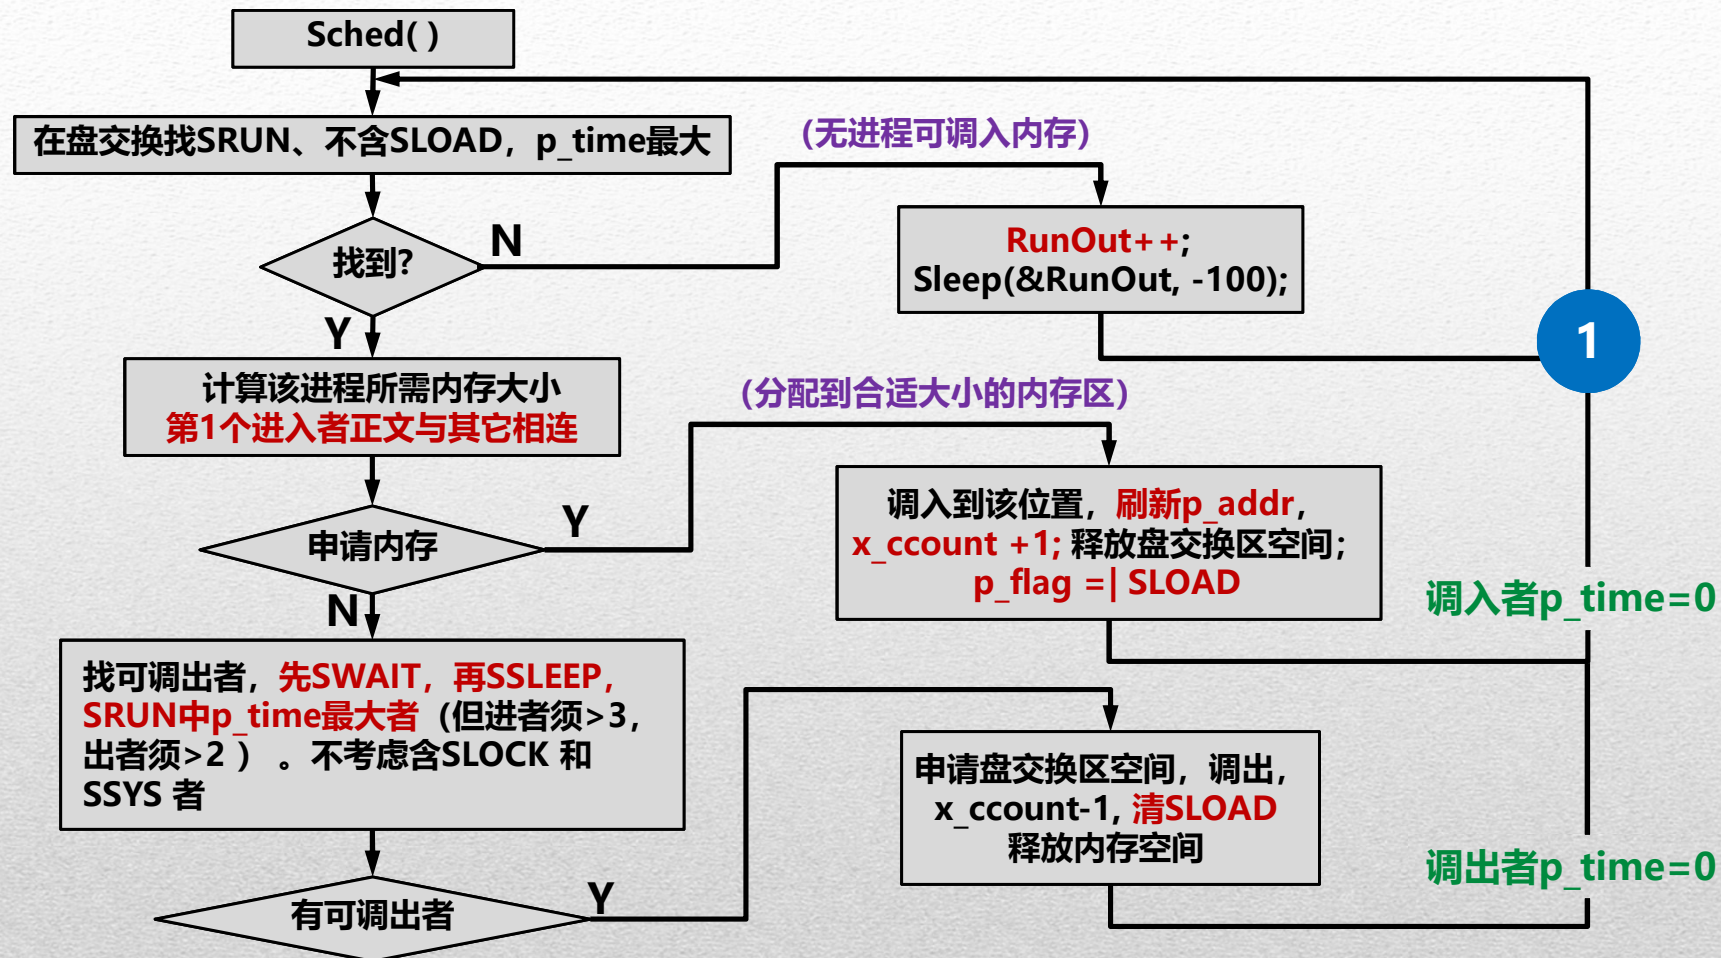 Sched( )
在盘交换找SRUN、不含SLOAD，p_time最大
(无进程可调入内存)
找到?
N
RunOut++;
Sleep(&RunOut, -100);
Y
1
计算该进程所需内存大小
第1个进入者正文与其它相连
(分配到合适大小的内存区)
申请内存
Y
调入到该位置，刷新p_addr，
x_ccount +1; 释放盘交换区空间；
p_flag =| SLOAD
调入者p_time=0
N
找可调出者，先SWAIT，再SSLEEP，
SRUN中p_time最大者（但进者须>3，
出者须>2 ） 。不考虑含SLOCK 和
SSYS 者
申请盘交换区空间，调出，
x_ccount-1, 清SLOAD
释放内存空间
调出者p_time=0
有可调出者
Y